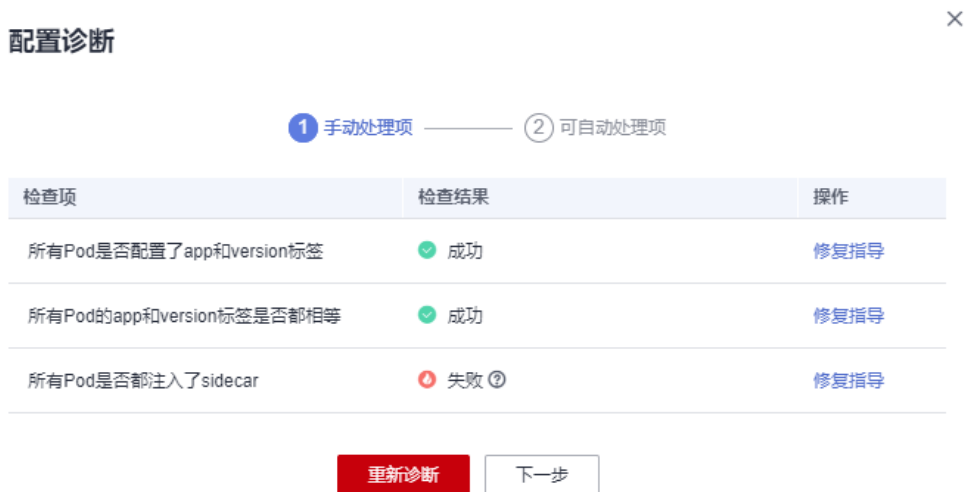 配置诊断
1 手动处理项 2 可自动处理项
检查项 检查结果 操作
所有Pod是否配置了app和version标签 成功 修复指导
所有Pod的app和version标签是否都相等 成功 修复指导
所有Pod是否都注入了sidecar 失败 修复指导
重新诊断 下一步